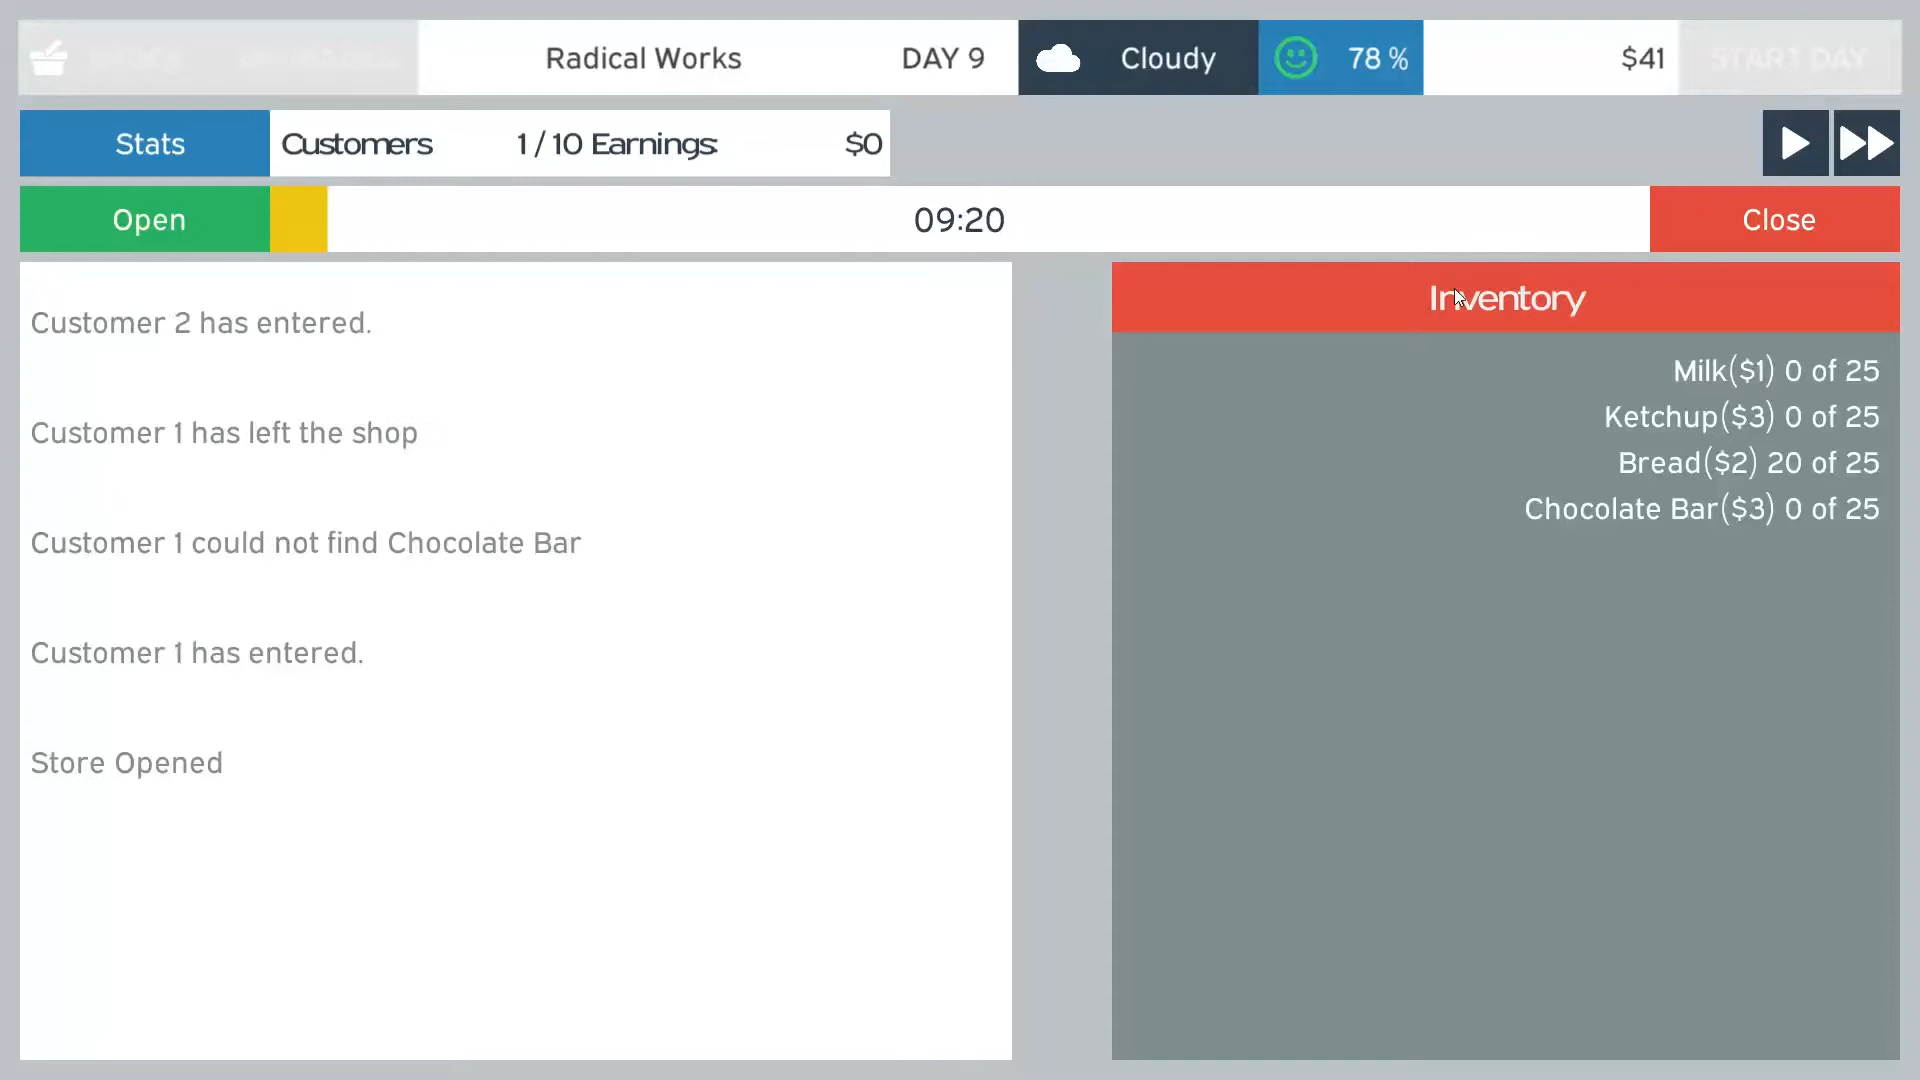 Radical Works DAY 9 Cloudy 78 % $41 START DAY
Stats Customers 1 / 10 Earnings: $0
Open 09:20 Close
Inventory
Customer 2 has entered.
Customer 1 has left the shop
Customer 1 could not find Chocolate Bar
Customer 1 has entered.
Store Opened
Milk($1) 0 of 25
Ketchup($3) 0 of 25
Bread($2) 20 of 25
Chocolate Bar($3) 0 of 25